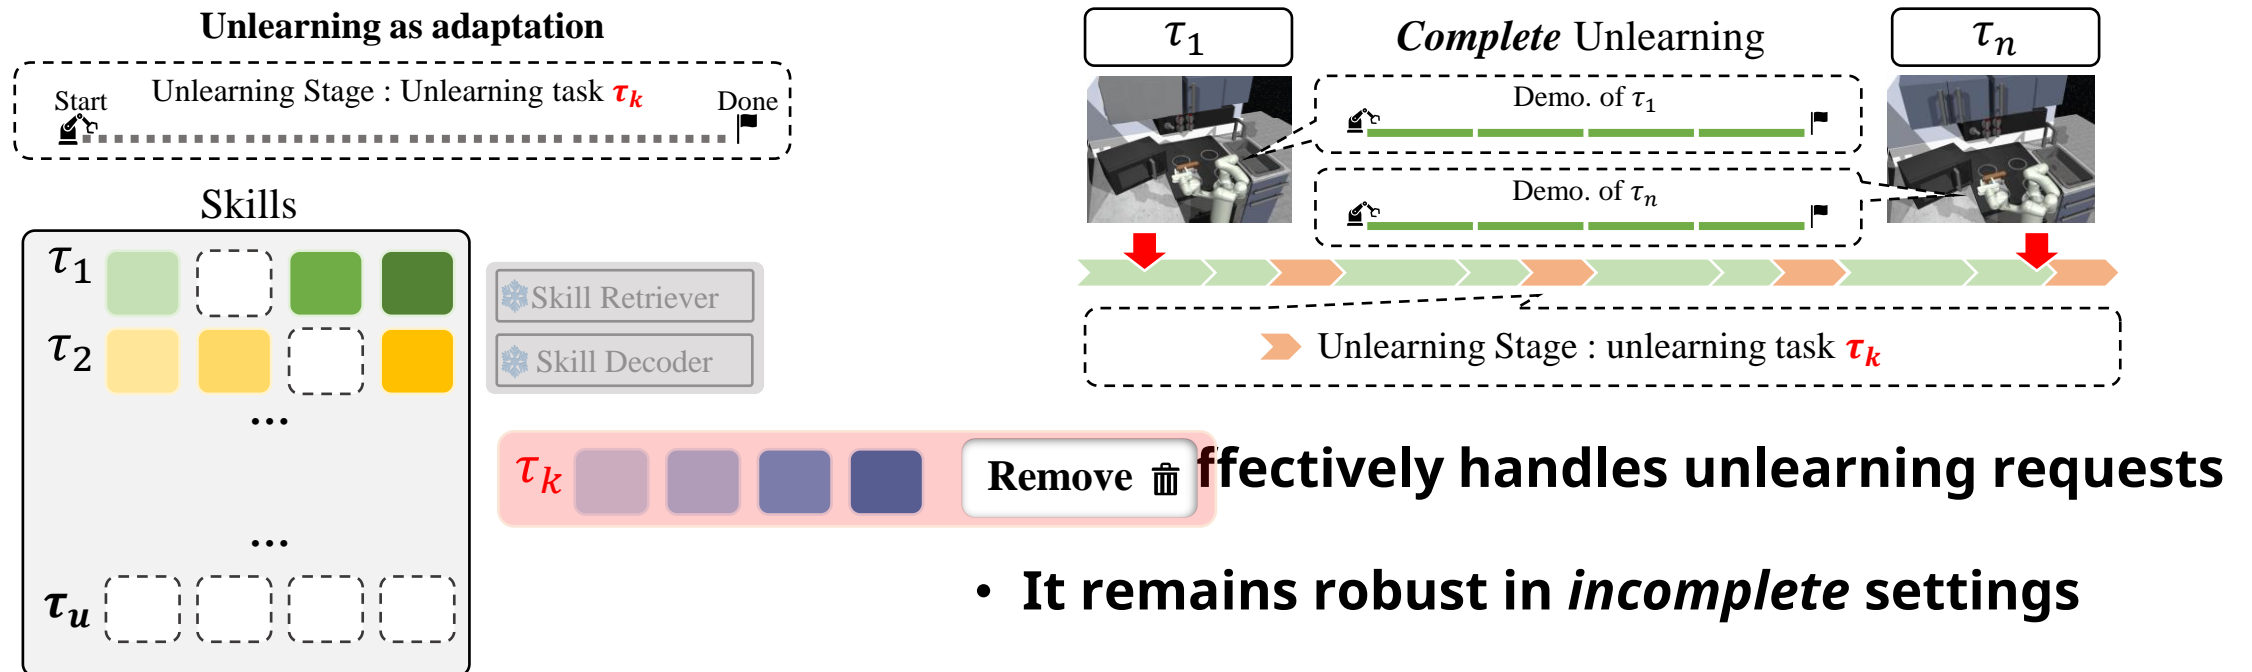 Unlearning as adaptation
Unlearning Stage : Unlearning task τk
Start
Done
Skills
τ1
τ2
...
...
τu
Skill Retriever
Skill Decoder
τk
Remove
τ1
Complete Unlearning
τn
Demo. of τ1
Demo. of τn
Unlearning Stage : unlearning task τk
ffectively handles unlearning requests
• It remains robust in incomplete settings